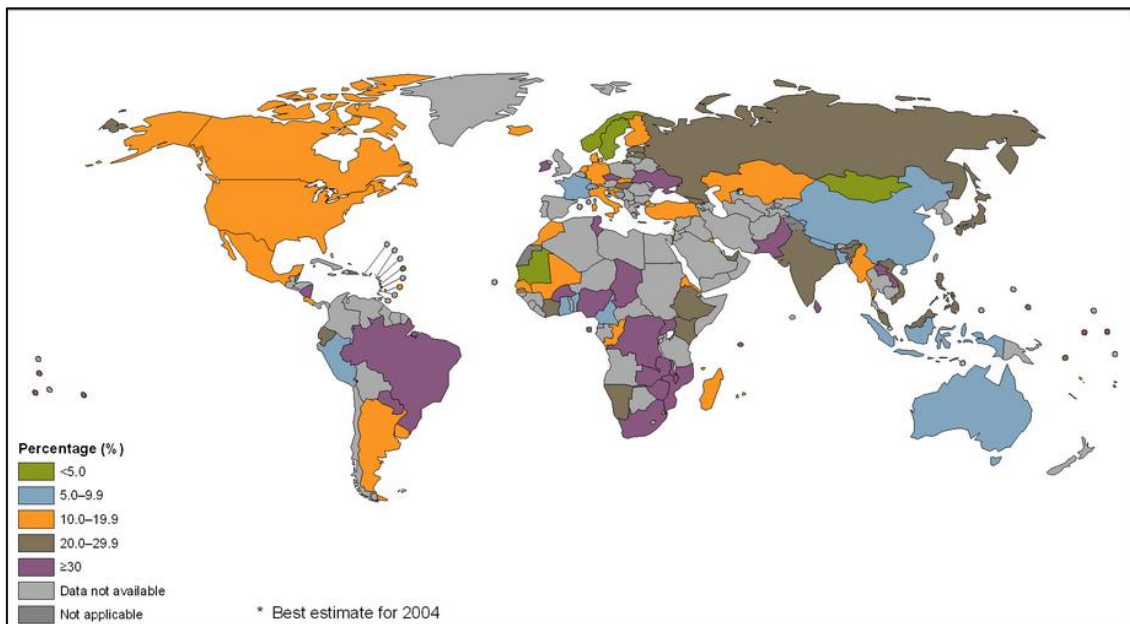 Percentage (%)
<5.0
5.0–9.9
10.0–19.9
20.0–29.9
≥30
Data not available
Not applicable
* Best estimate for 2004